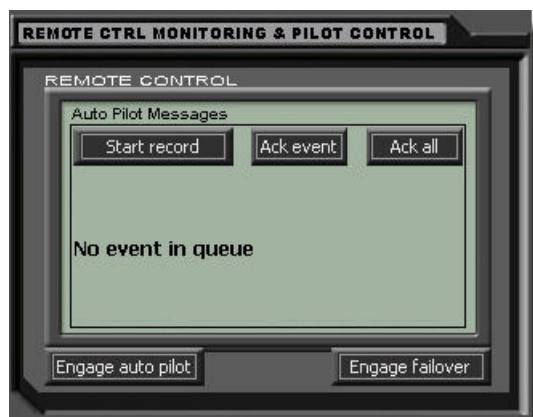 REMOTE CTRL MONITORING & PILOT CONTROL
REMOTE CONTROL
Auto Pilot Messages
Start record Ack event Ack all
No event in queue
Engage auto pilot Engage failover